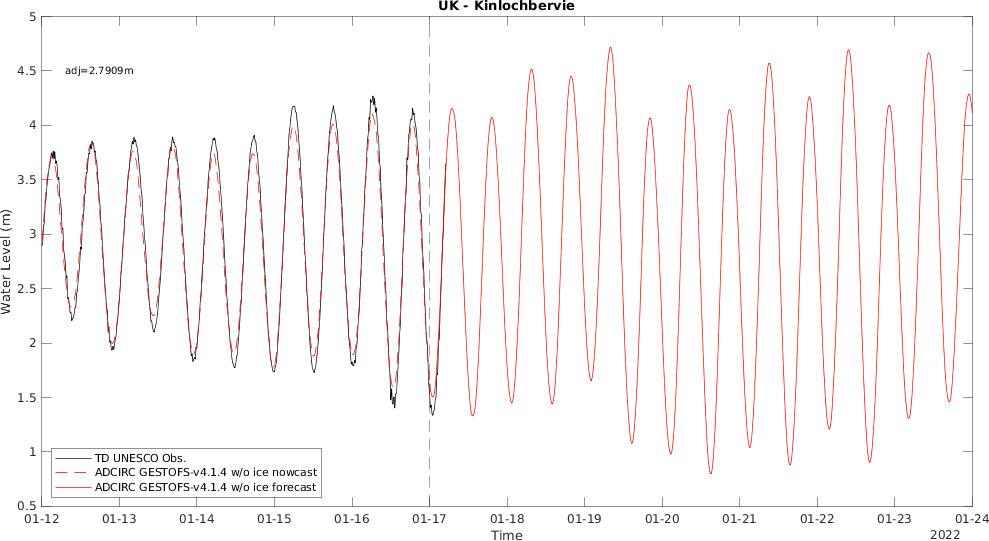 UK - Kinlochbervie
5
4.5
4
3.5
3
2.5
2
1.5
1
0.5
Water Level (m)
adj=2.7909m
TD UNESCO Obs.
ADCIRC GESTOFS-v4.1.4 w/o ice nowcast
ADCIRC GESTOFS-v4.1.4 w/o ice forecast
01-12 01-13 01-14 01-15 01-16 01-17 01-18 01-19 01-20 01-21 01-22 01-23 01-24
Time
2022